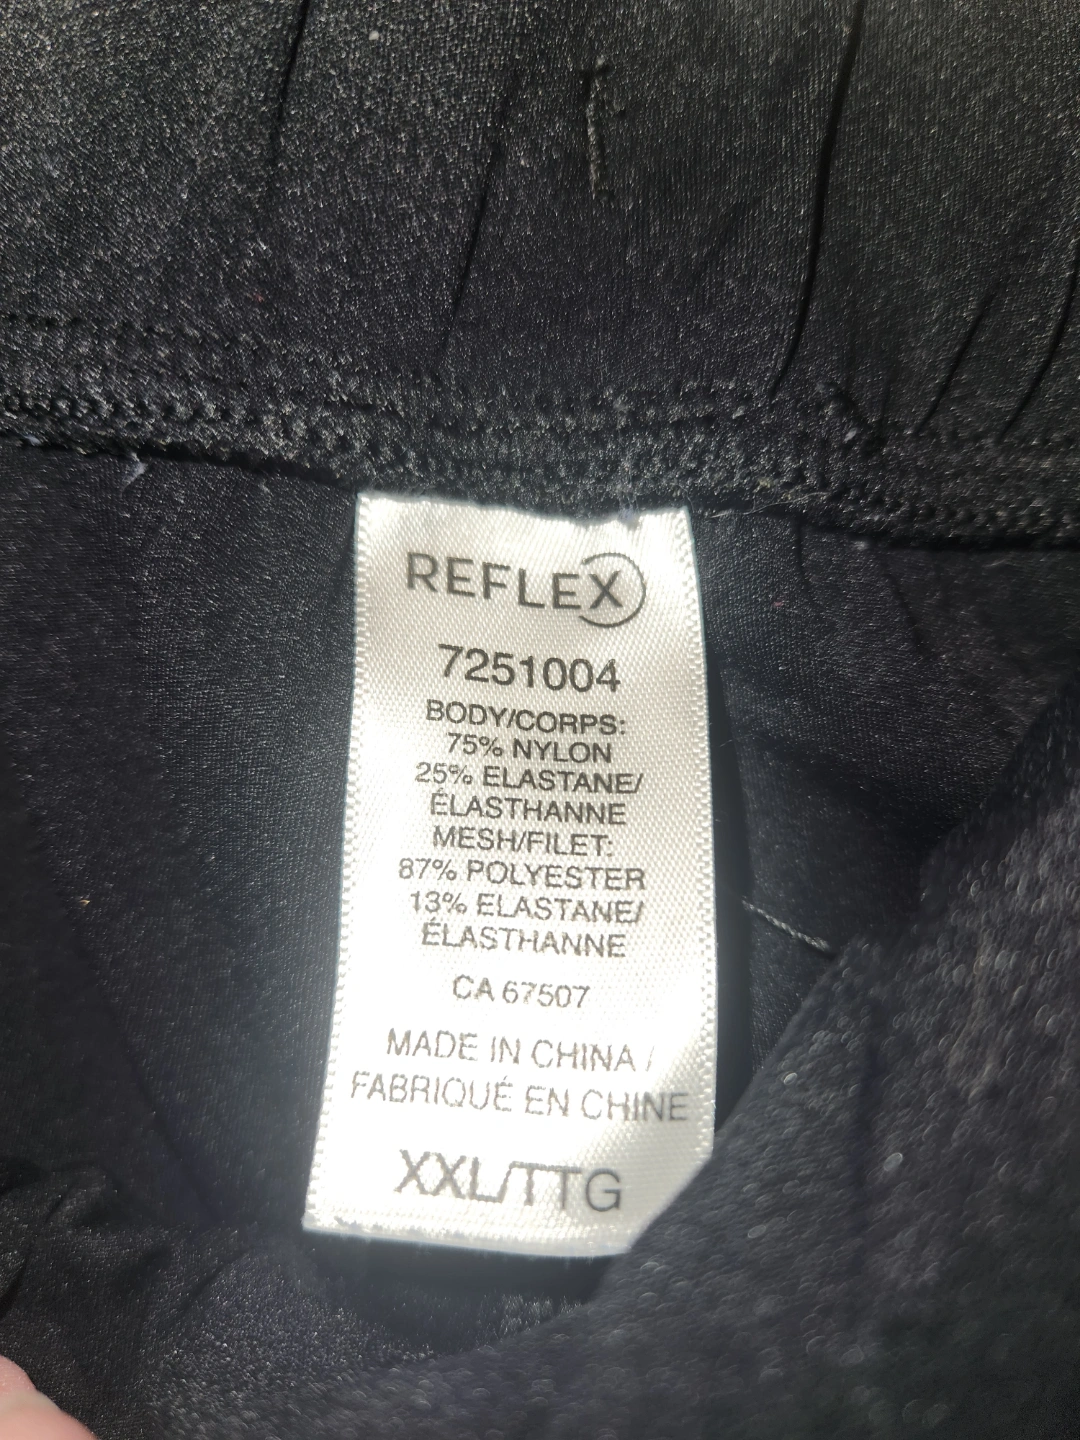 REFLEX
7251004
BODY/CORPS:
75% NYLON
25% ELASTANE/
ÉLASTHANNE
MESH/FILET:
87% POLYESTER
13% ELASTANE/
ÉLASTHANNE
CA 67507
MADE IN CHINA /
FABRIQUÉ EN CHINE
XXL/TTG